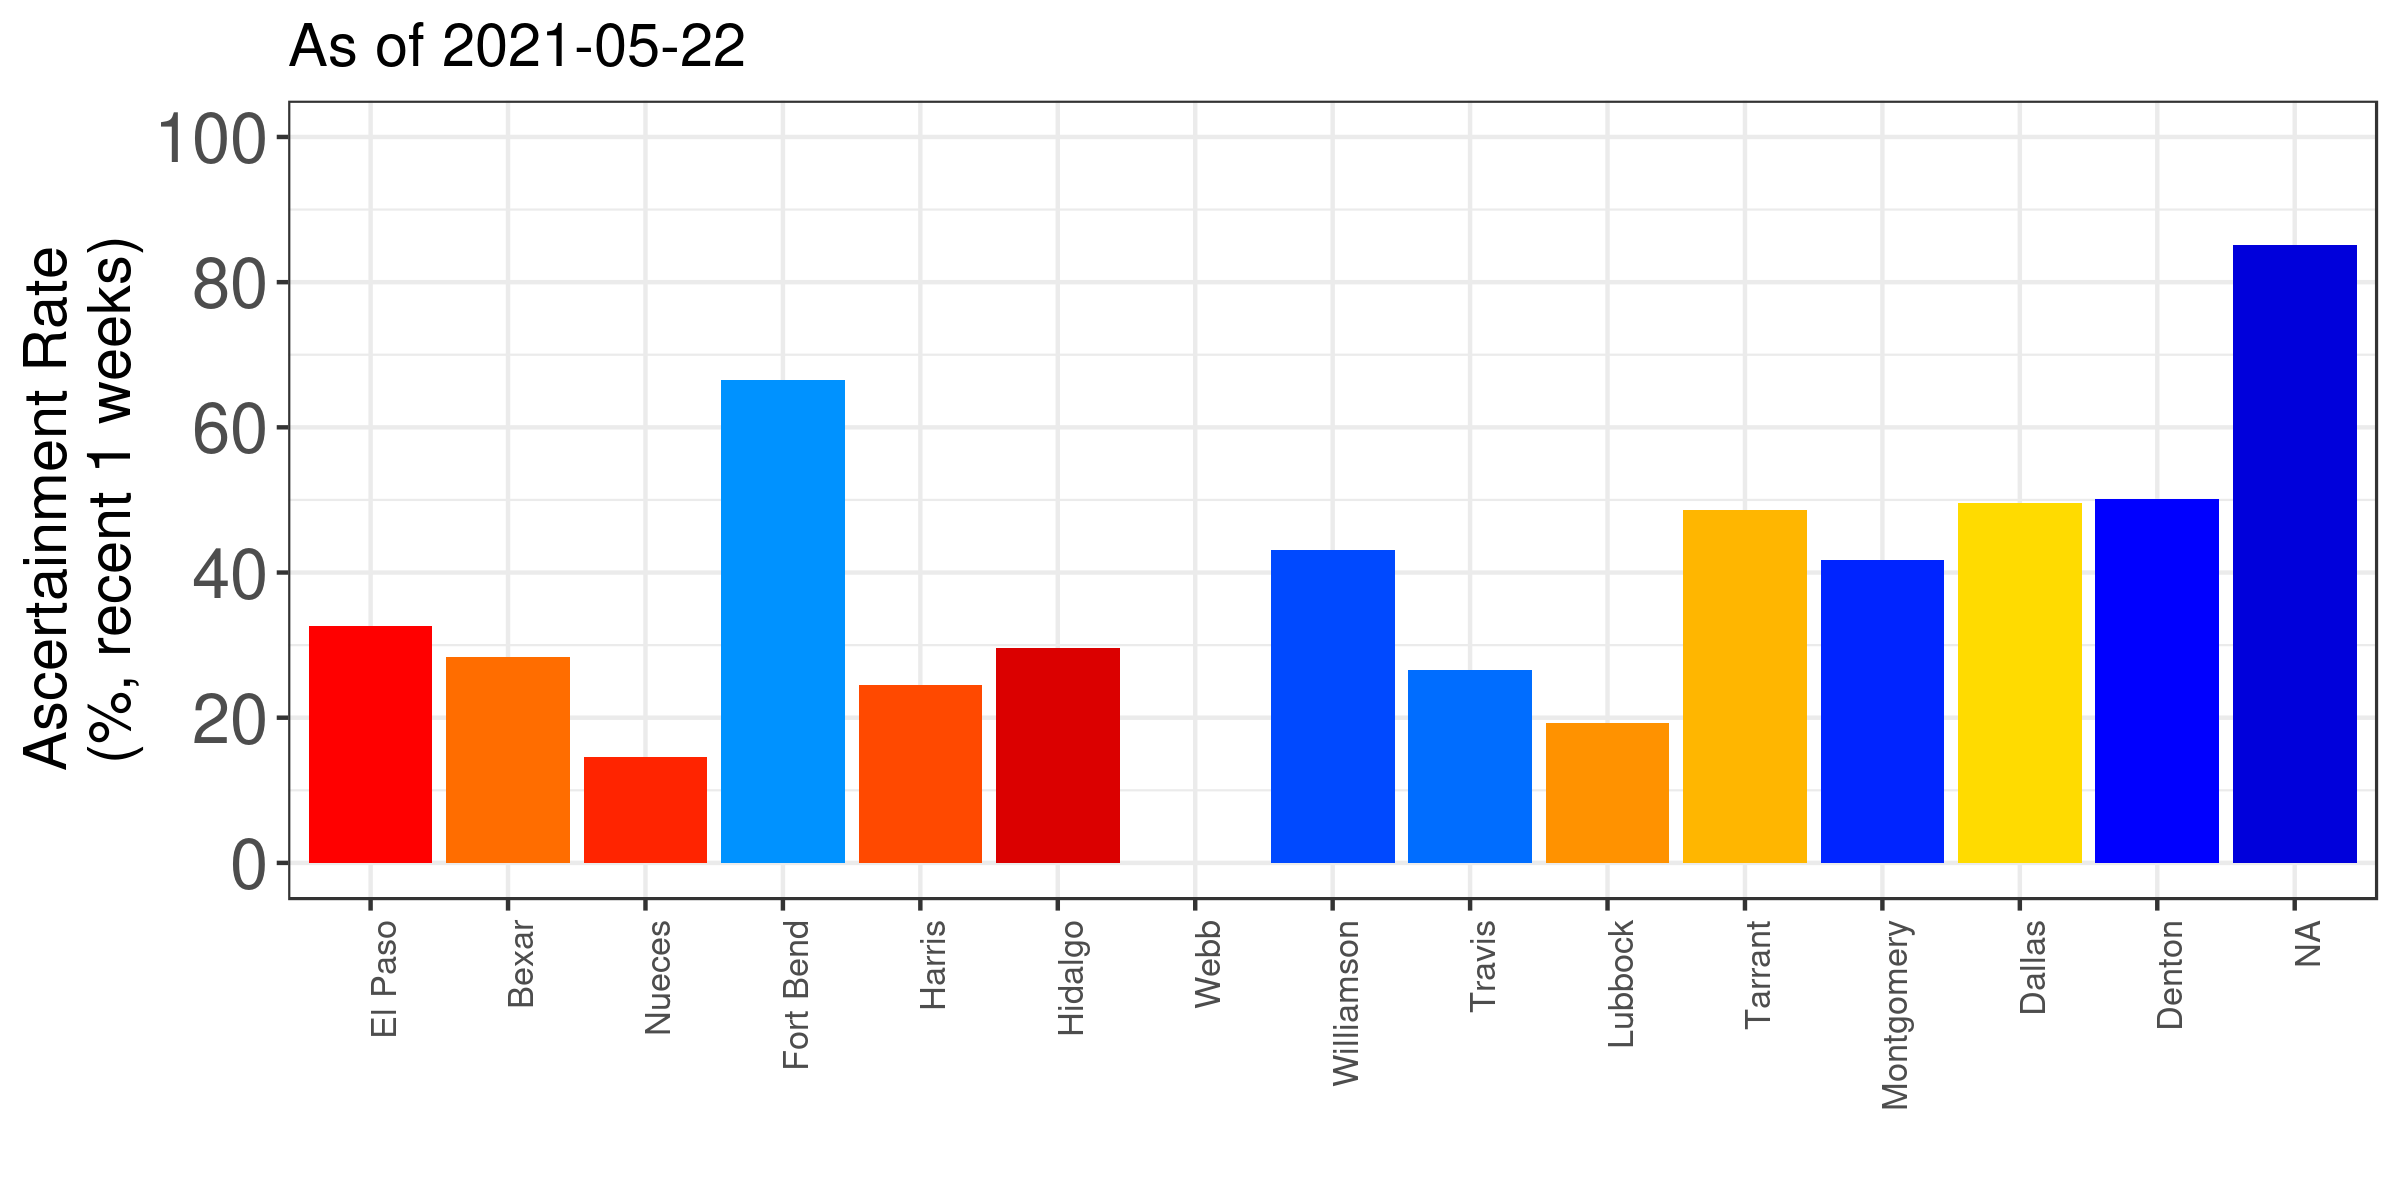 As of 2021-05-22
Ascertainment Rate
(%, recent 1 weeks)
100
80
60
40
20
0
El Paso
Bexar
Nueces
Fort Bend
Harris
Hidalgo
Webb
Williamson
Travis
Lubbock
Tarrant
Montgomery
Dallas
Denton
NA